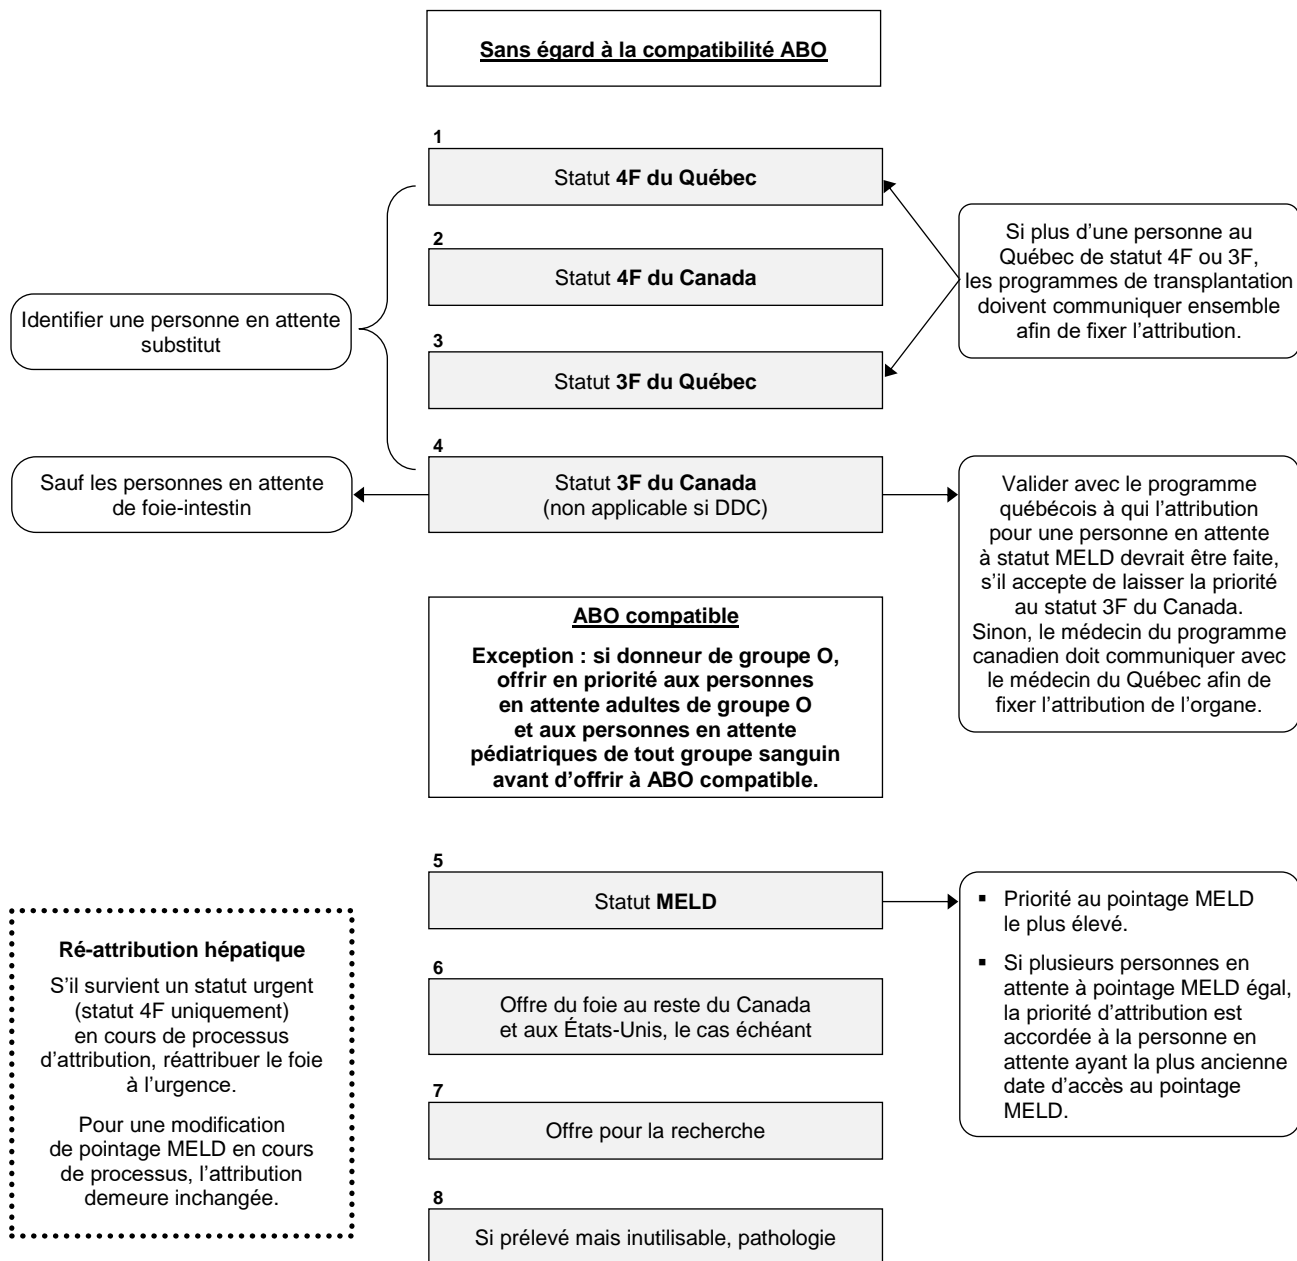 Sans égard à la compatibilité ABO
1
Statut 4F du Québec
2
Statut 4F du Canada
3
Statut 3F du Québec
4
Statut 3F du Canada
(non applicable si DDC)
Identifier une personne en attente
substitut
Sauf les personnes en attente
de foie-intestin
Si plus d’une personne au
Québec de statut 4F ou 3F,
les programmes de transplantation
doivent communiquer ensemble
afin de fixer l’attribution.
Valider avec le programme
québécois à qui l’attribution
pour une personne en attente
à statut MELD devrait être faite,
s’il accepte de laisser la priorité
au statut 3F du Canada.
Sinon, le médecin du programme
canadien doit communiquer avec
le médecin du Québec afin de
fixer l’attribution de l’organe.
ABO compatible
Exception : si donneur de groupe O,
offrir en priorité aux personnes
en attente adultes de groupe O
et aux personnes en attente
pédiatriques de tout groupe sanguin
avant d’offrir à ABO compatible.
5
Statut MELD
6
Offre du foie au reste du Canada
et aux États-Unis, le cas échéant
7
Offre pour la recherche
8
Si prélevé mais inutilisable, pathologie
▪ Priorité au pointage MELD
le plus élevé.
▪ Si plusieurs personnes en
attente à pointage MELD égal,
la priorité d’attribution est
accordée à la personne en
attente ayant la plus ancienne
date d’accès au pointage
MELD.
Ré-attribution hépatique
S’il survient un statut urgent
(statut 4F uniquement)
en cours de processus
d’attribution, réattribuer le foie
à l’urgence.
Pour une modification
de pointage MELD en cours
de processus, l’attribution
demeure inchangée.